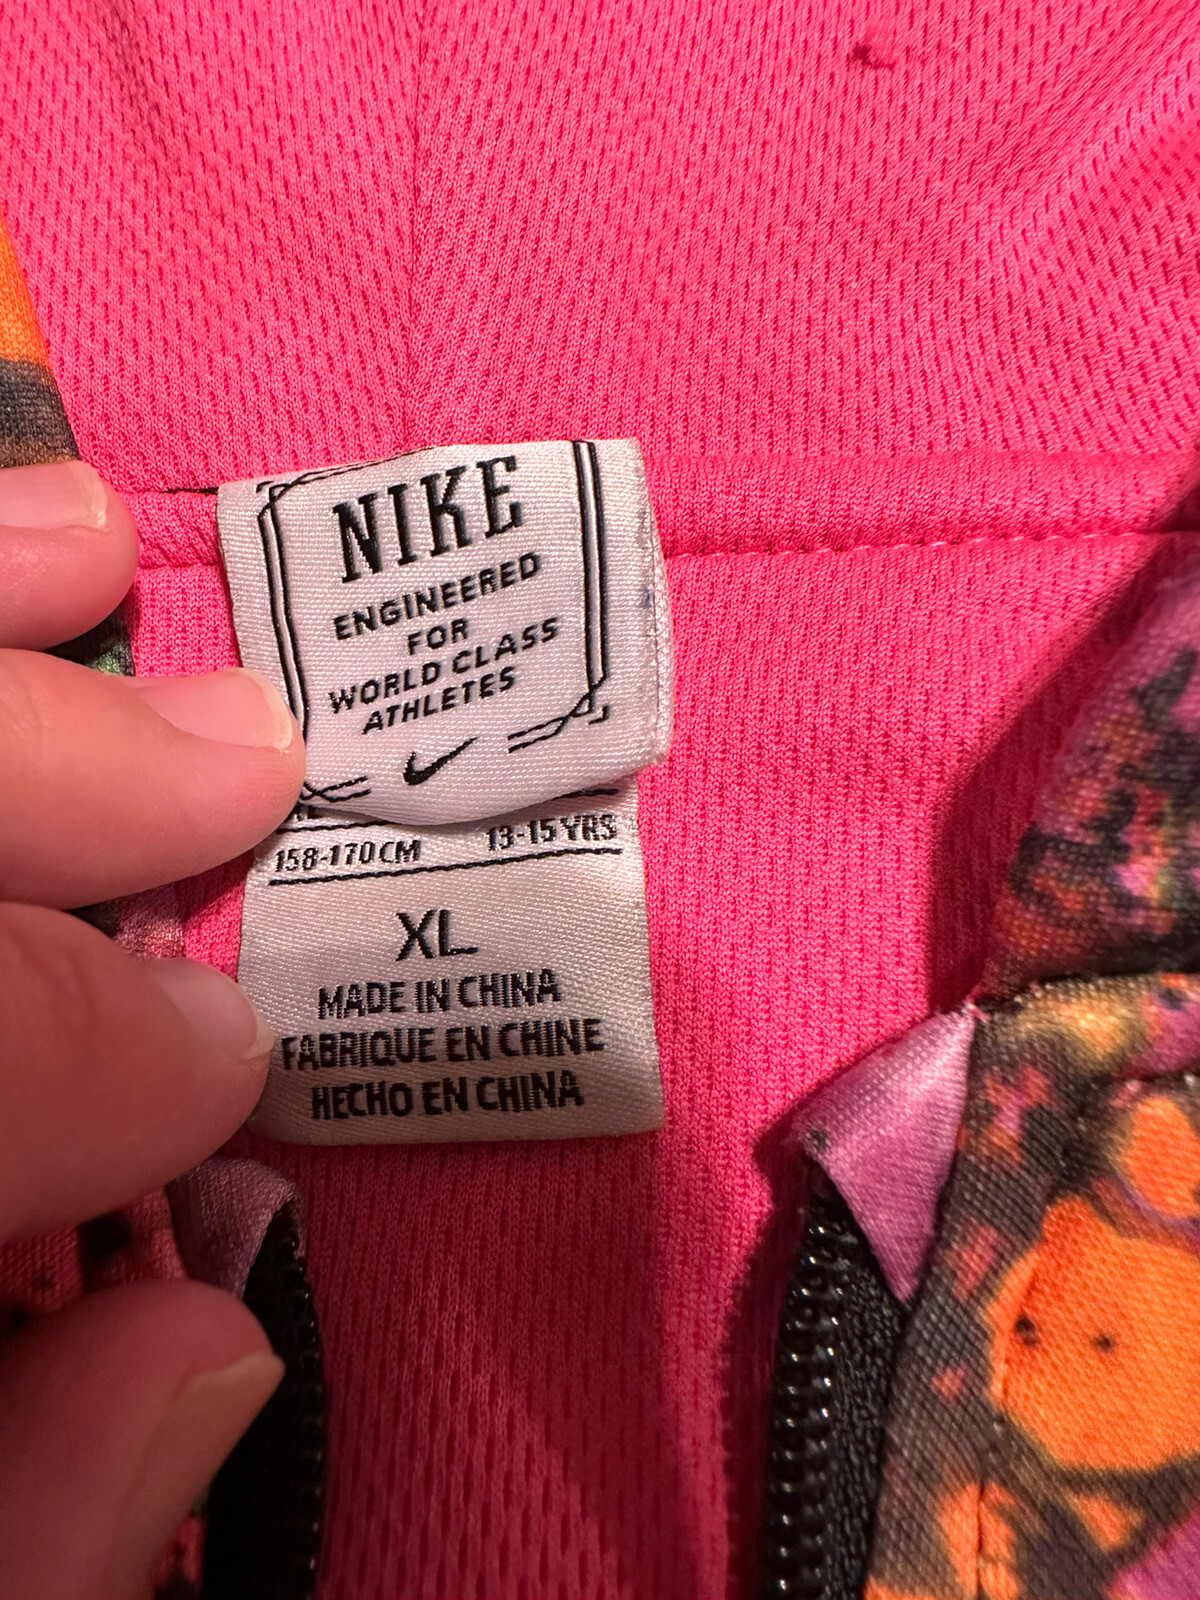 NIKE
ENGINEERED
FOR
WORLD CLASS
ATHLETES
158-170CM 13-15 YRS
XL
MADE IN CHINA
FABRIQUE EN CHINE
HECHO EN CHINA